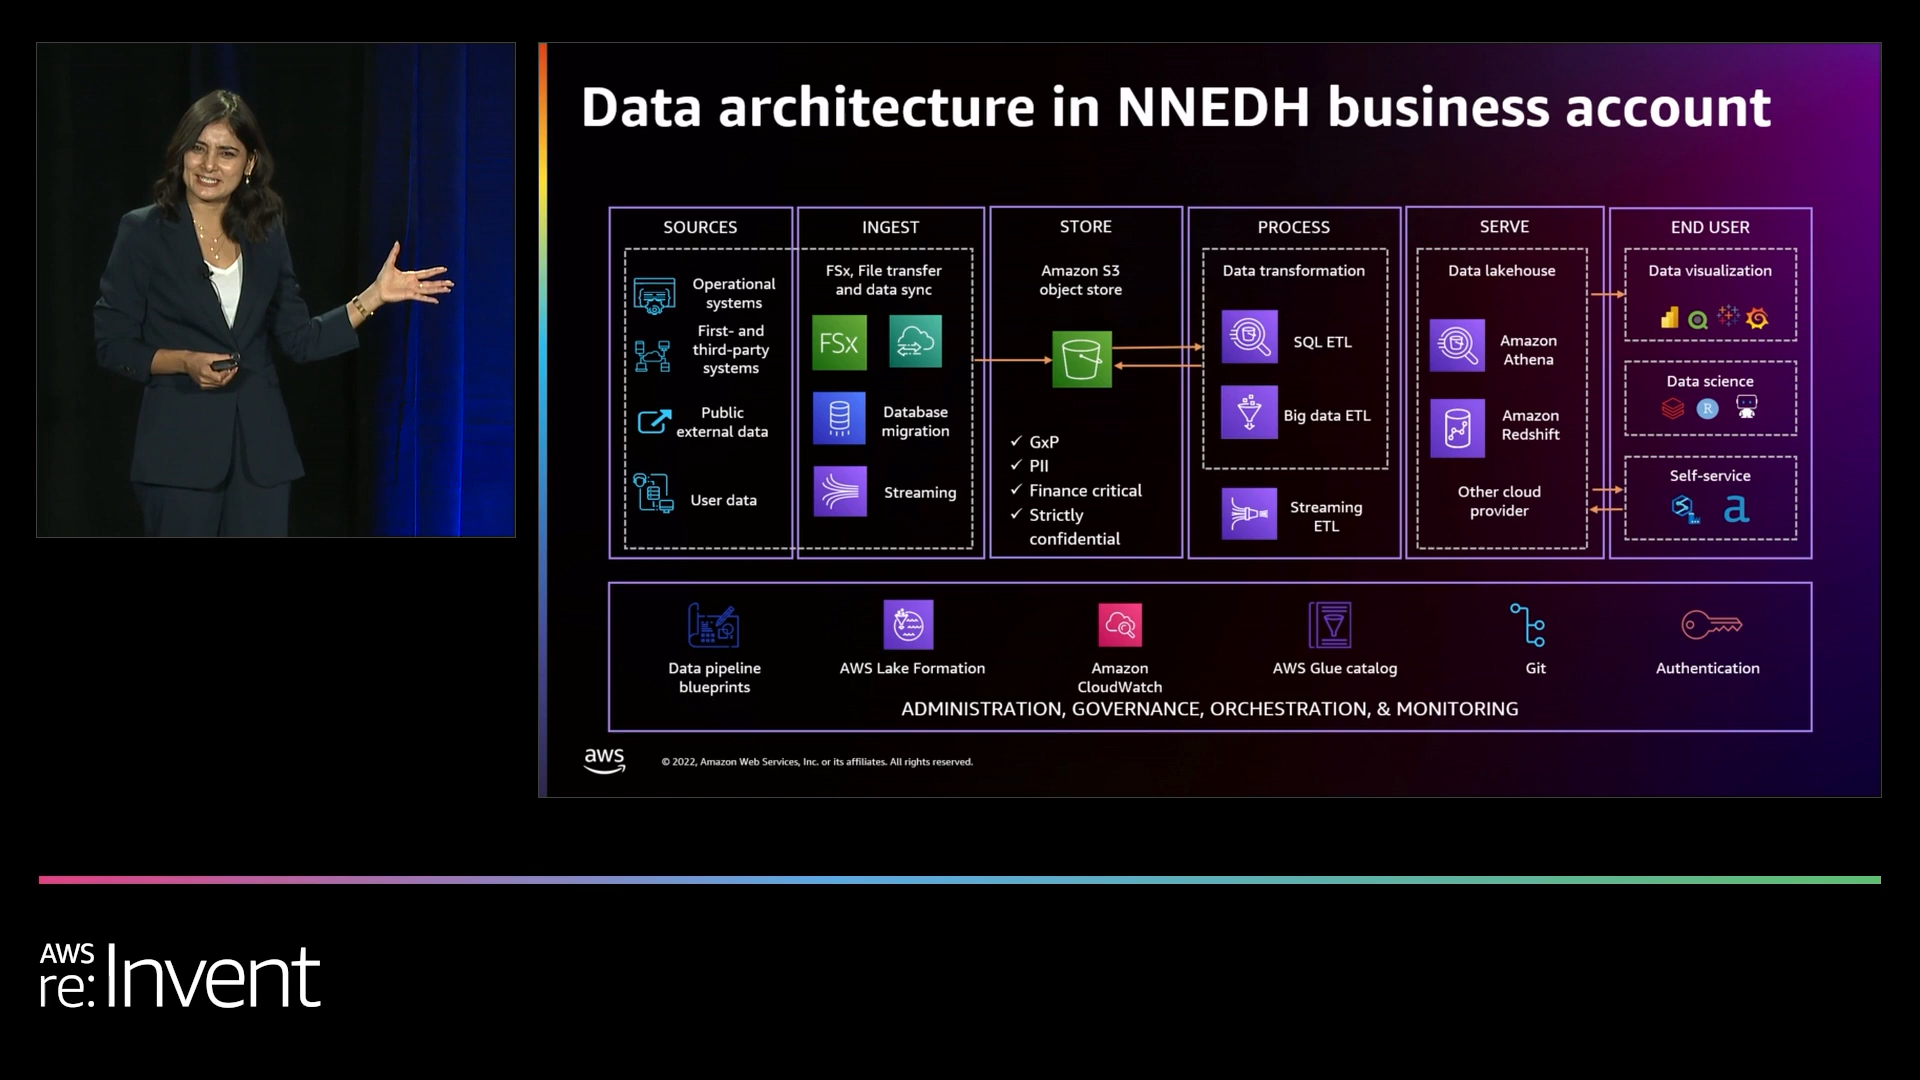 Data architecture in NNEDH business account
SOURCES
Operational
systems
First- and
third-party
systems
Public
external data
User data
INGEST
FSx, File transfer
and data sync
FSx
Database
migration
Streaming
STORE
Amazon S3
object store
✓ GxP
✓ PII
✓ Finance critical
✓ Strictly
confidential
PROCESS
Data transformation
SQL ETL
Big data ETL
Streaming
ETL
SERVE
Data lakehouse
Amazon
Athena
Amazon
Redshift
Other cloud
provider
END USER
Data visualization
Data science
R
Self-service
a
Data pipeline
blueprints
AWS Lake Formation
Amazon
CloudWatch
AWS Glue catalog
Git
Authentication
ADMINISTRATION, GOVERNANCE, ORCHESTRATION, & MONITORING
aws
© 2022, Amazon Web Services, Inc. or its affiliates. All rights reserved.
AWS
re:Invent